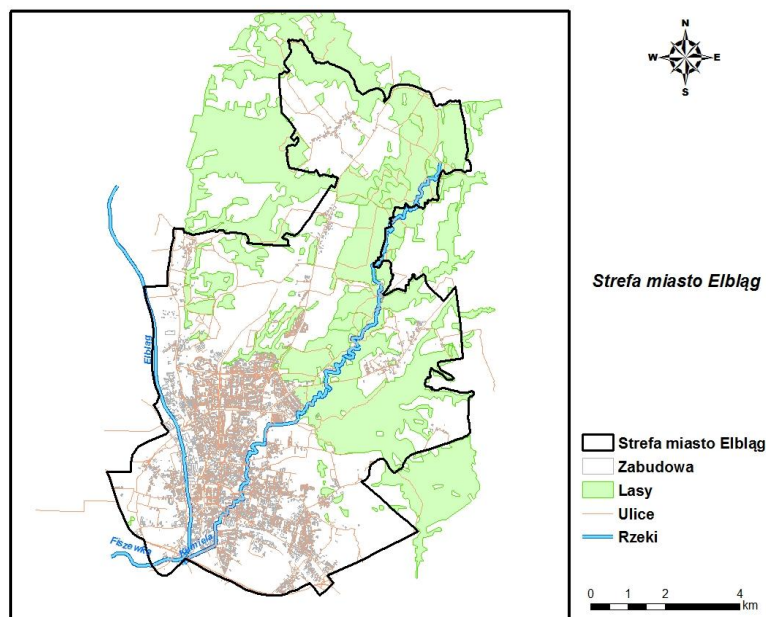 N
W E
S
Strefa miasto Elbląg
Elbląg
Fiszewka
Kumiela
Strefa miasto Elbląg
Zabudowa
Lasy
Ulice
Rzeki
0 1 2 4
km